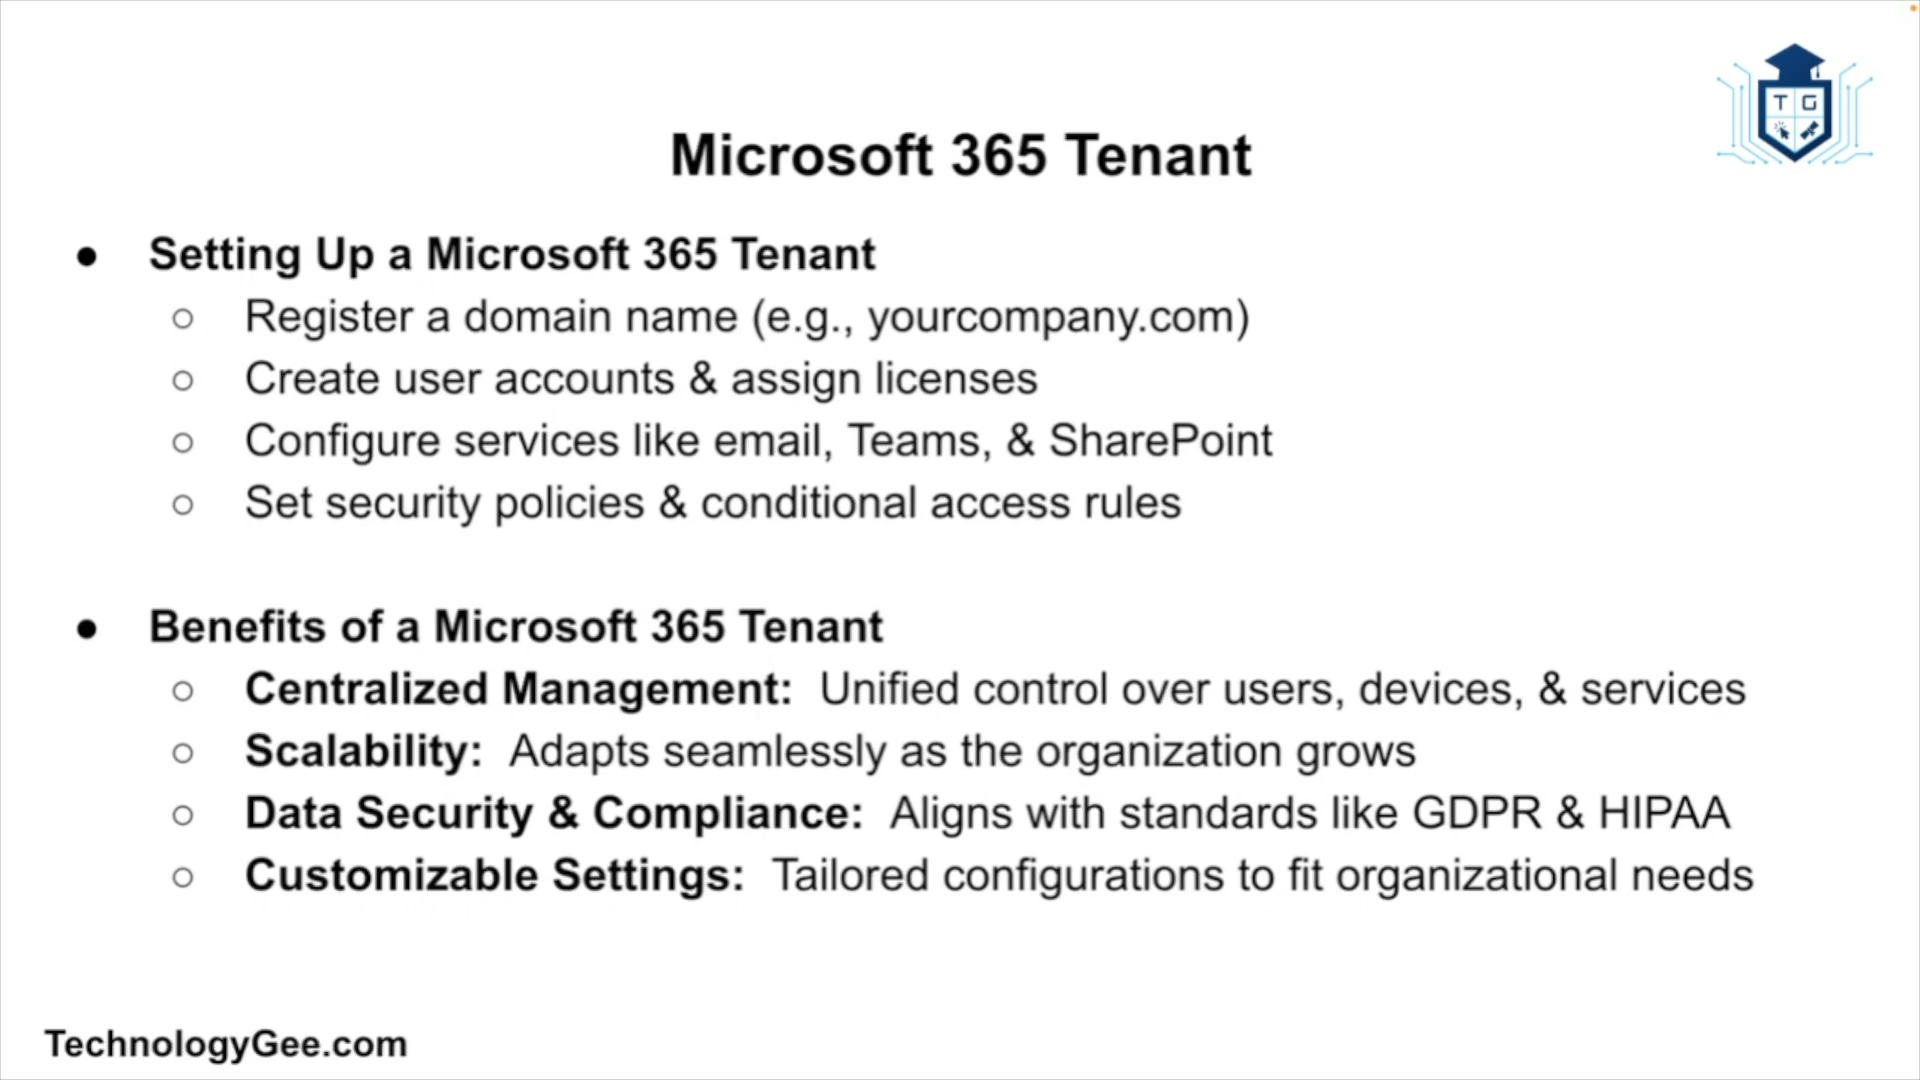 T G
Microsoft 365 Tenant
● Setting Up a Microsoft 365 Tenant
○ Register a domain name (e.g., yourcompany.com)
○ Create user accounts & assign licenses
○ Configure services like email, Teams, & SharePoint
○ Set security policies & conditional access rules
● Benefits of a Microsoft 365 Tenant
○ Centralized Management: Unified control over users, devices, & services
○ Scalability: Adapts seamlessly as the organization grows
○ Data Security & Compliance: Aligns with standards like GDPR & HIPAA
○ Customizable Settings: Tailored configurations to fit organizational needs
TechnologyGee.com